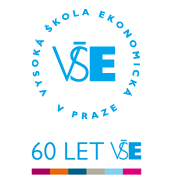 VYSOKÁ ŠKOLA EKONOMICKÁ
V PRAZE
VŠE
60 LET VŠE